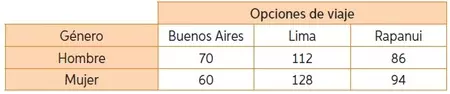 Opciones de viaje
Género Buenos Aires Lima Rapanui
Hombre 70 112 86
Mujer 60 128 94